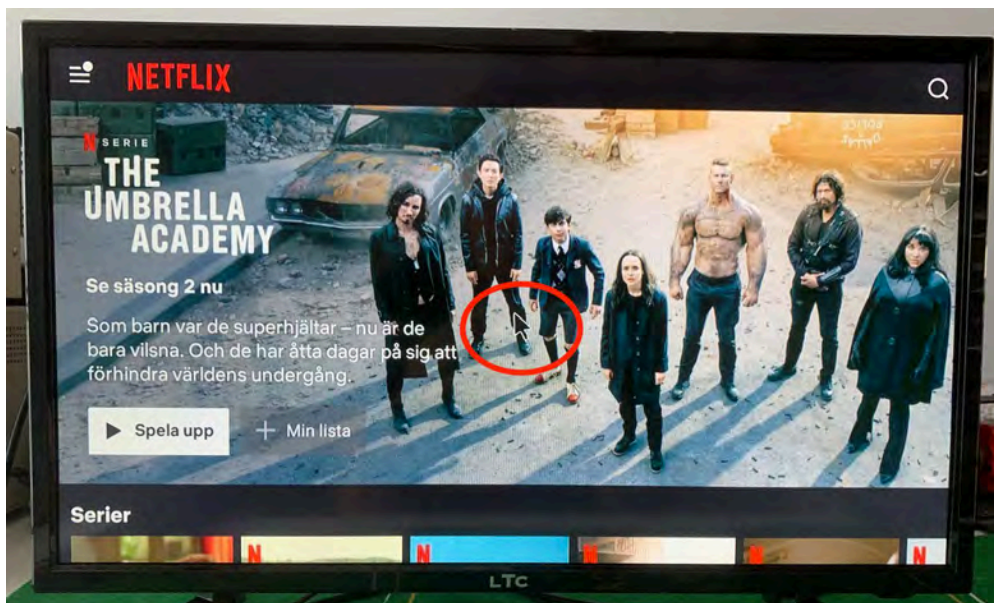 NETFLIX
N SERIE
THE
UMBRELLA
ACADEMY
Se säsong 2 nu
Som barn var de superhjältar – nu är de
bara vilsna. Och de har åtta dagar på sig att
förhindra världens undergång.
Spela upp
+ Min lista
Serier
N
N
N
N
N
LTC